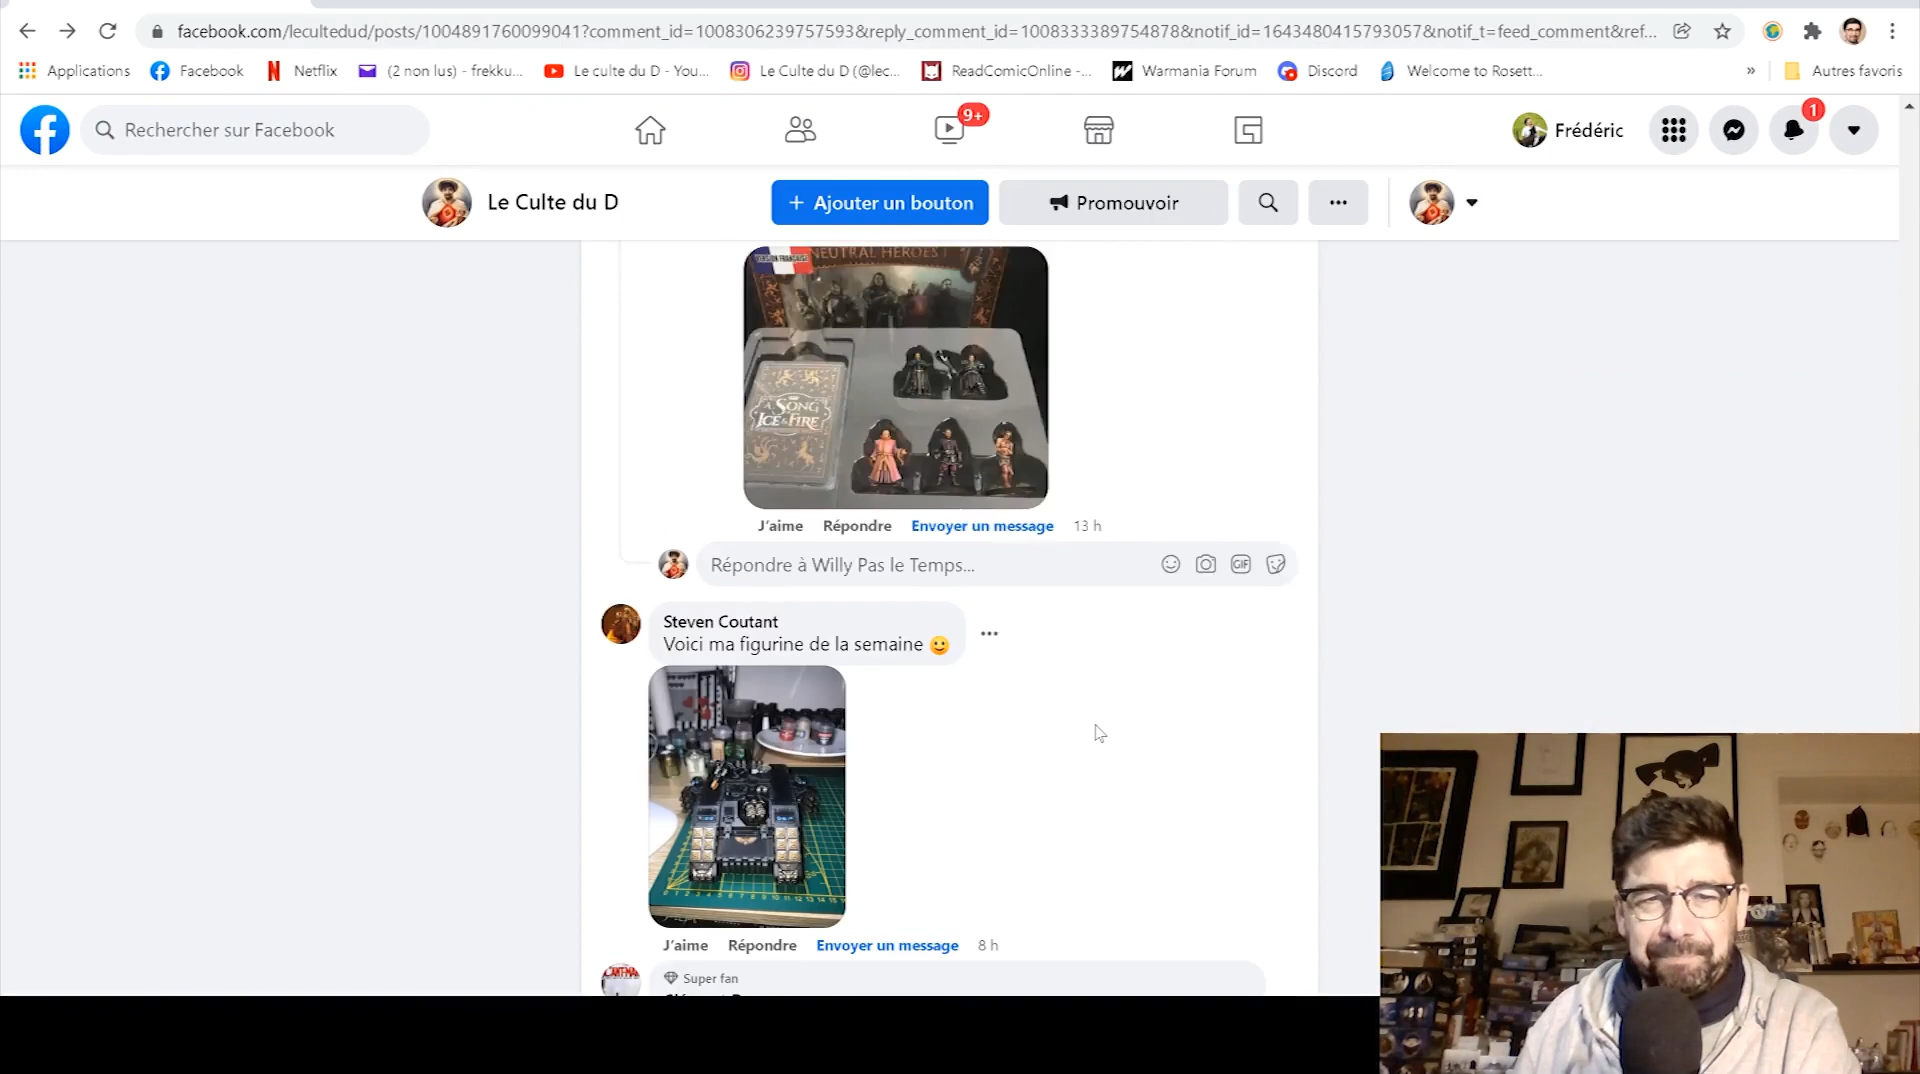 facebook.com/lecultedud/posts/1004891760099041?comment_id=1008306239757593&reply_comment_id=1008333389754878&notif_id=1643480415793057&notif_t=feed_comment&ref...
Applications Facebook Netflix (2 non lus) - frekku... Le culte du D - You... Le Culte du D (@lec... ReadComicOnline -... Warmania Forum Discord Welcome to Rosett... » Autres favoris
Rechercher sur Facebook 9+ Frédéric 1
Le Culte du D + Ajouter un bouton Promouvoir ...
VERSION FRANÇAISE
NEUTRAL HEROES I
A SONG
OF
ICE & FIRE
J'aime Répondre Envoyer un message 13 h
Répondre à Willy Pas le Temps... GIF
Steven Coutant
Voici ma figurine de la semaine 🙂
J'aime Répondre Envoyer un message 8 h
Super fan